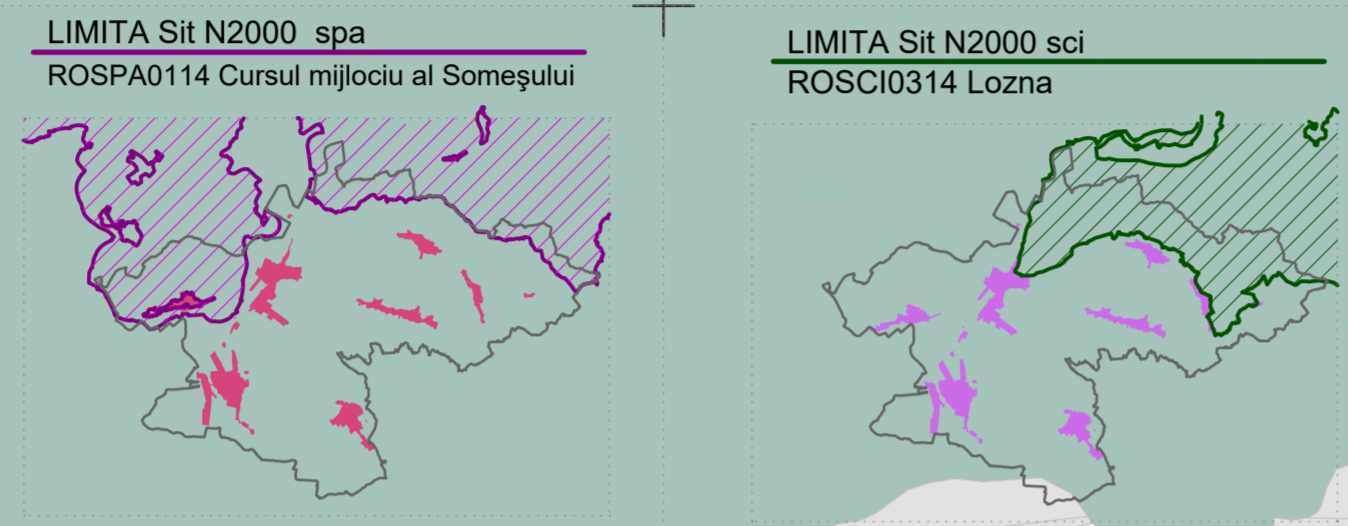 LIMITA Sit N2000 spa
ROSPA0114 Cursul mijlociu al Someşului
LIMITA Sit N2000 sci
ROSCI0314 Lozna